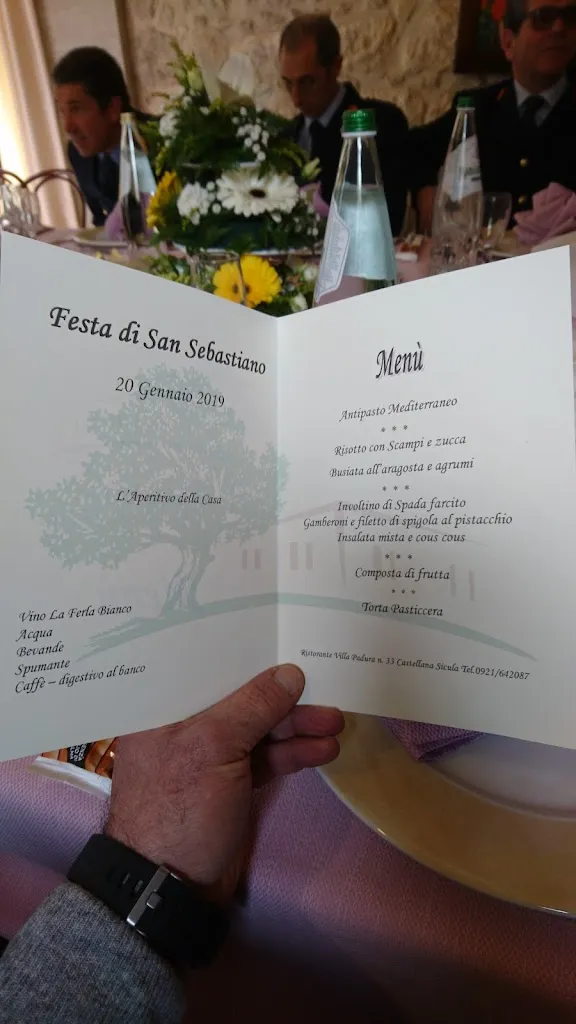 Festa di San Sebastiano
20 Gennaio 2019
L'Aperitivo della Casa
Vino La Ferla Bianco
Acqua
Bevande
Spumante
Caffè – digestivo al banco
Menù
Antipasto Mediterraneo
* * *
Risotto con Scampi e zucca
Busiata all'aragosta e agrumi
* * *
Involtino di Spada farcito
Gamberoni e filetto di spigola al pistacchio
Insalata mista e cous cous
* * *
Composta di frutta
* * *
Torta Pasticcera
Ristorante Villa Padura n. 33 Castellana Sicula Tel.0921/642087